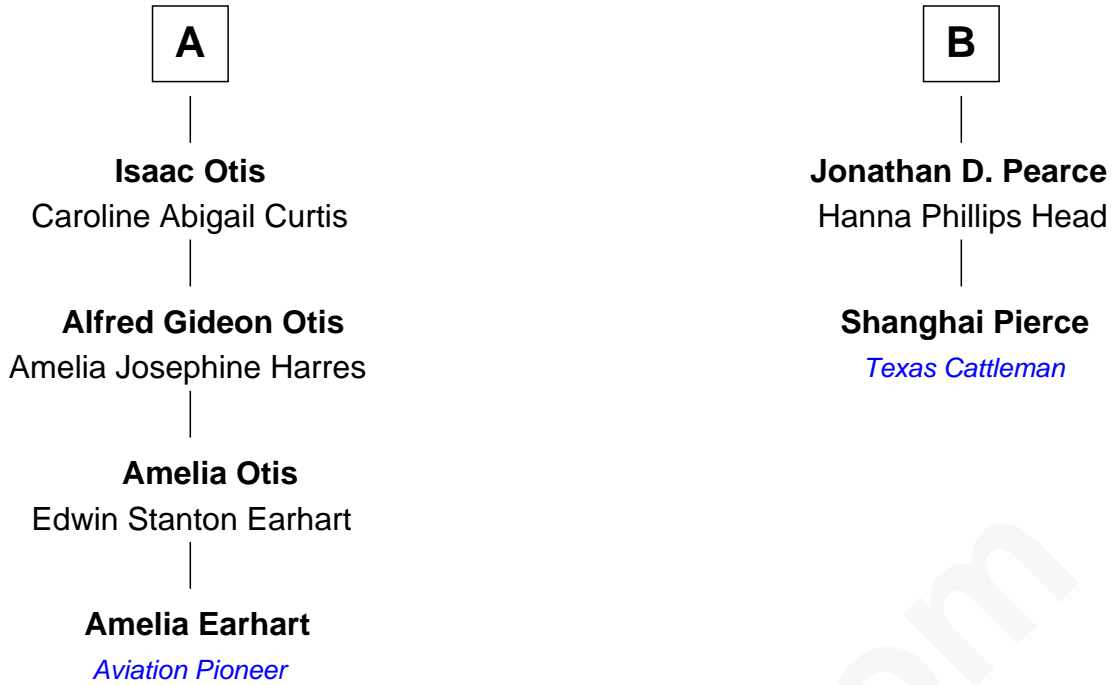 A
Isaac Otis
Caroline Abigail Curtis
Alfred Gideon Otis
Amelia Josephine Harres
Amelia Otis
Edwin Stanton Earhart
Amelia Earhart
Aviation Pioneer
B
Jonathan D. Pearce
Hanna Phillips Head
Shanghai Pierce
Texas Cattleman
om